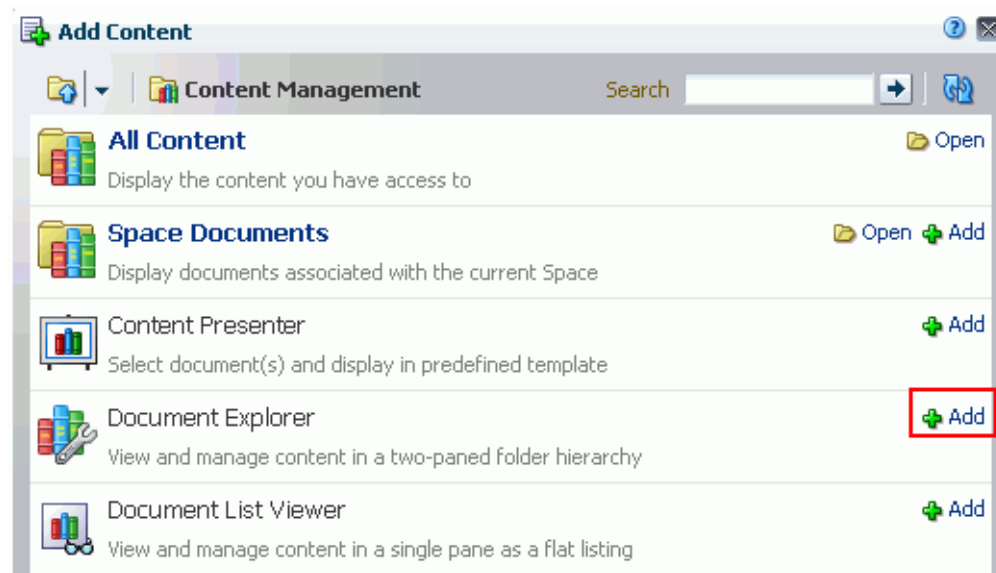 Add Content
Content Management Search
All Content Open
Display the content you have access to
Space Documents Open Add
Display documents associated with the current Space
Content Presenter Add
Select document(s) and display in predefined template
Document Explorer Add
View and manage content in a two-paned folder hierarchy
Document List Viewer Add
View and manage content in a single pane as a flat listing